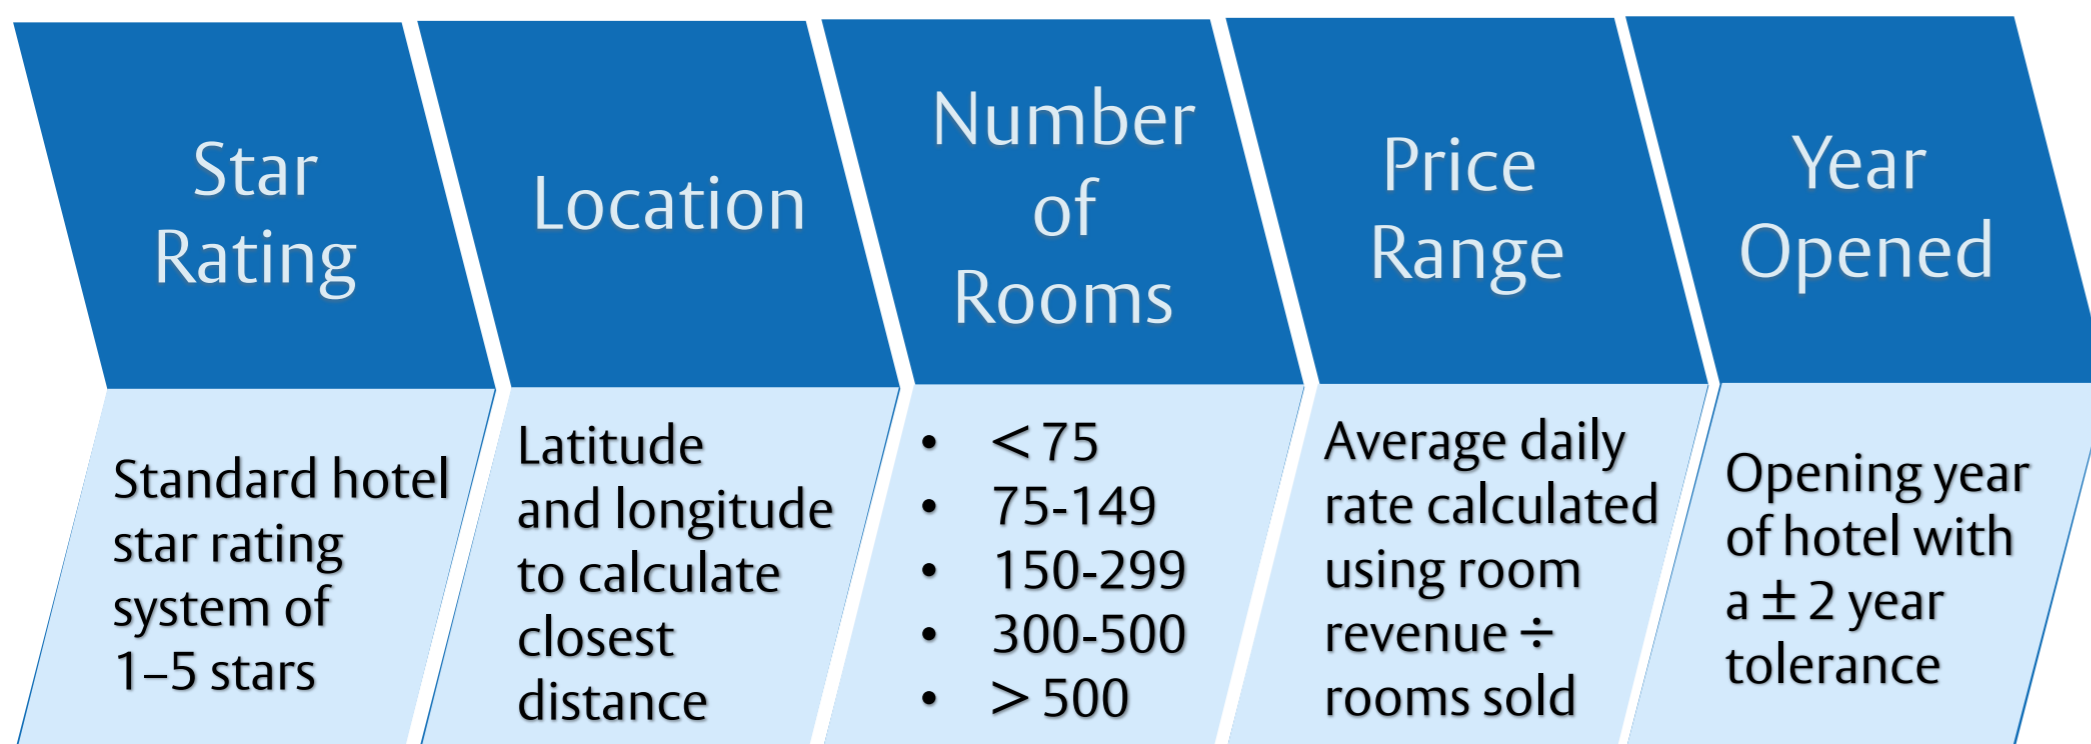 Star
Rating
Location
Number
of
Rooms
Price
Range
Year
Opened
Standard hotel
star rating
system of
1–5 stars
Latitude
and longitude
to calculate
closest
distance
• < 75
• 75-149
• 150-299
• 300-500
• > 500
Average daily
rate calculated
using room
revenue ÷
rooms sold
Opening year
of hotel with
a ± 2 year
tolerance